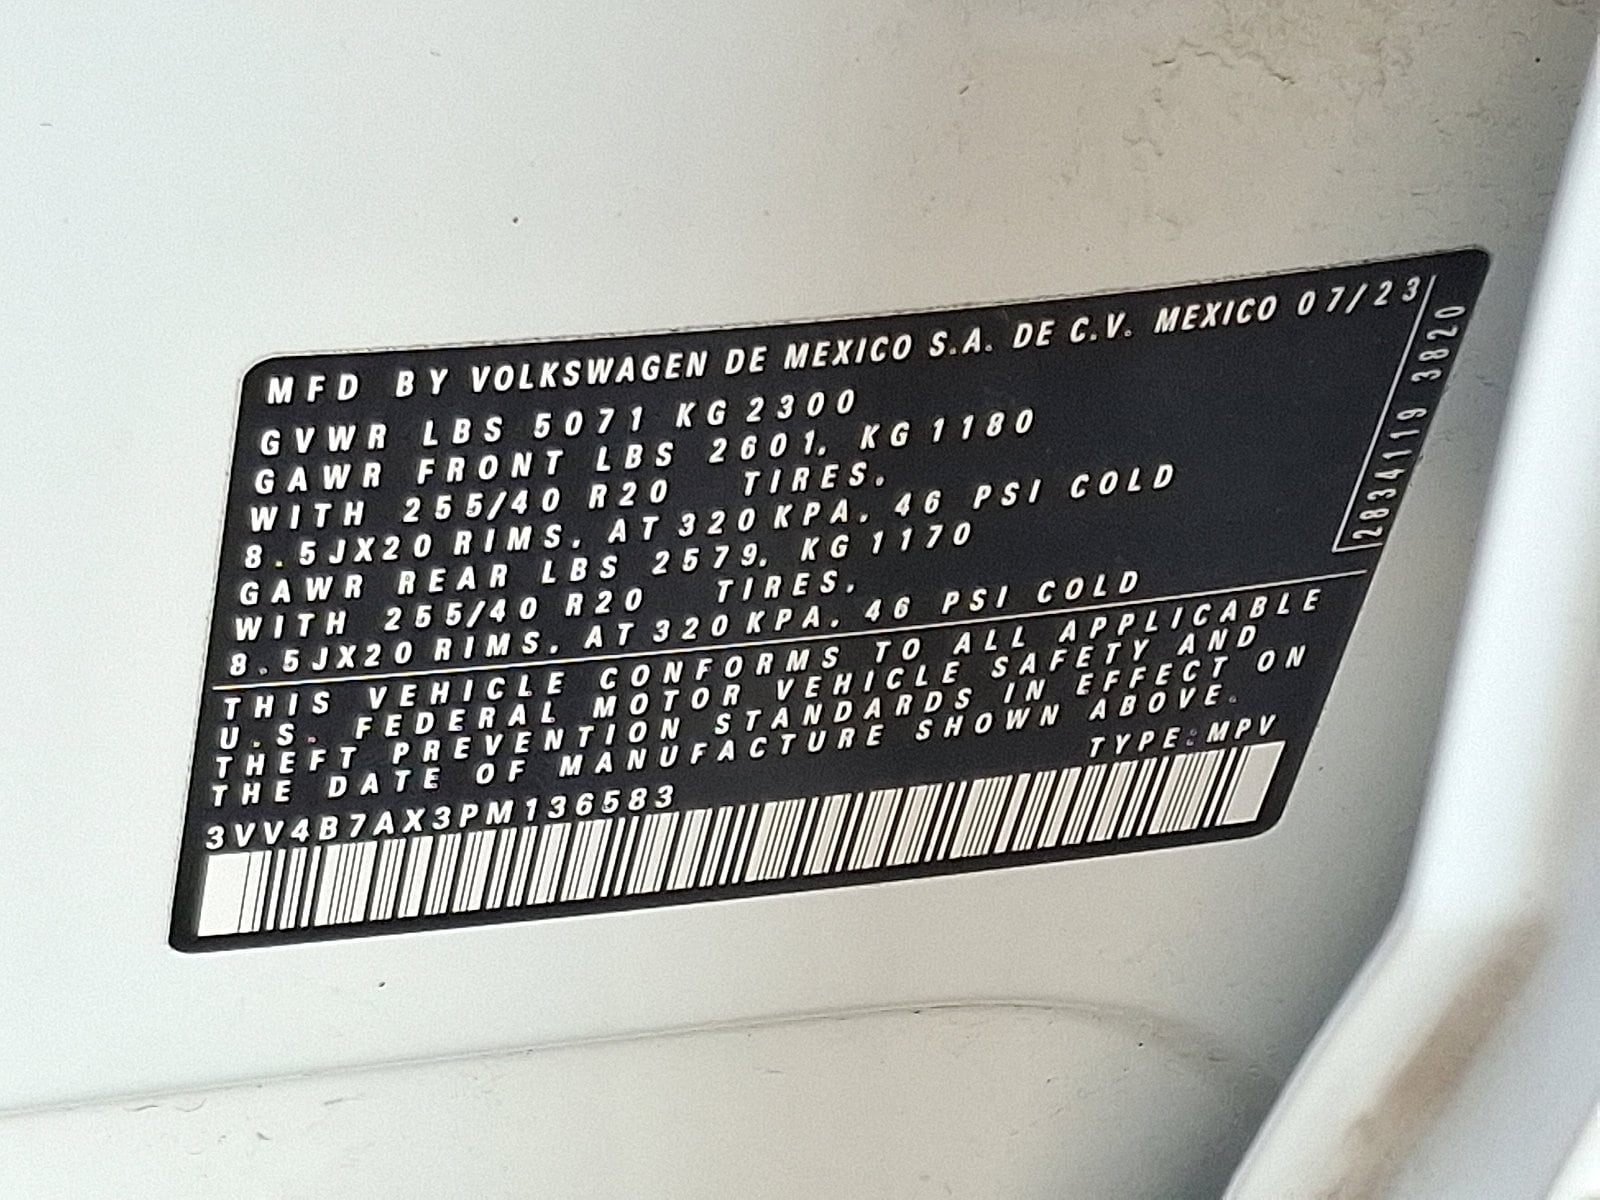 MFD BY VOLKSWAGEN DE MEXICO S.A. DE C.V. MEXICO 07/23
GVWR LBS 5071 KG 2300
GAWR FRONT LBS 2601. KG 1180
WITH 255/40 R20 TIRES.
8.5JX20 RIMS. AT 320 KPA. 46 PSI COLD
GAWR REAR LBS 2579. KG 1170
WITH 255/40 R20 TIRES.
8.5JX20 RIMS. AT 320 KPA. 46 PSI COLD
THIS VEHICLE CONFORMS TO ALL APPLICABLE
U.S. FEDERAL MOTOR VEHICLE SAFETY AND
THEFT PREVENTION STANDARDS IN EFFECT ON
THE DATE OF MANUFACTURE SHOWN ABOVE.
TYPE: MPV
3VV4B7AX3PM136583
28341119 3820